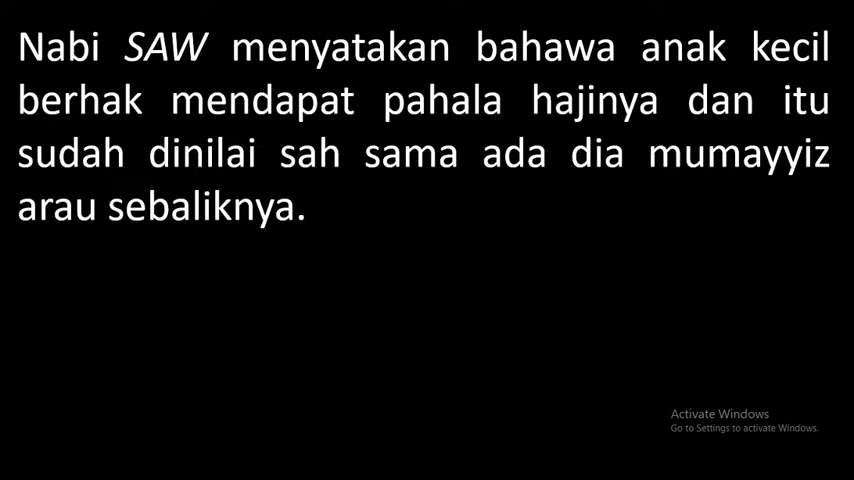 Nabi SAW menyatakan bahawa anak kecil
berhak mendapat pahala hajinya dan itu
sudah dinilai sah sama ada dia mumayyiz
arau sebaliknya.
Activate Windows
Go to Settings to activate Windows.